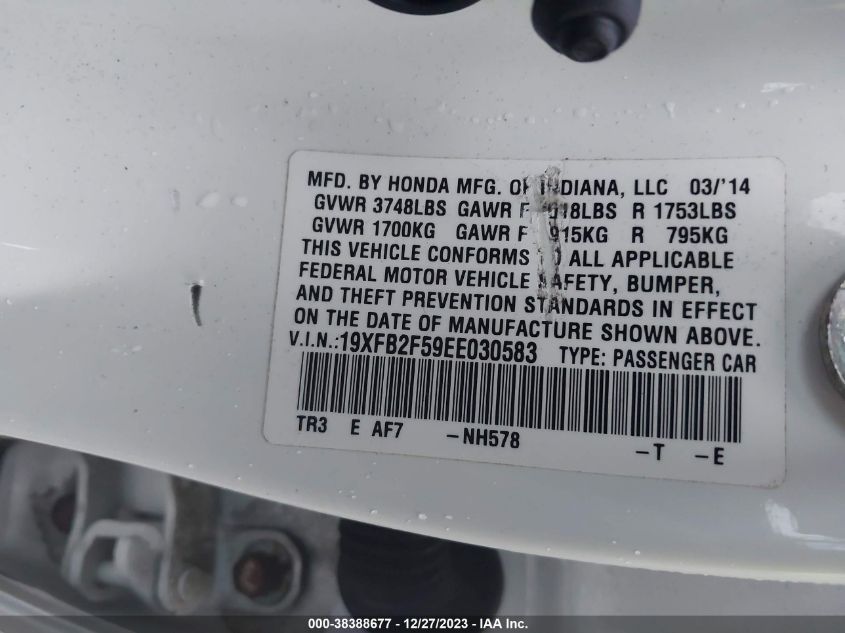 MFD. BY HONDA MFG. OF INDIANA, LLC 03/'14
GVWR 3748LBS GAWR F 18LBS R 1753LBS
GVWR 1700KG GAWR F 915KG R 795KG
THIS VEHICLE CONFORMS TO ALL APPLICABLE
FEDERAL MOTOR VEHICLE SAFETY, BUMPER,
AND THEFT PREVENTION STANDARDS IN EFFECT
ON THE DATE OF MANUFACTURE SHOWN ABOVE.
V.I.N.:19XFB2F59EE030583 TYPE: PASSENGER CAR
TR3 E AF7 -NH578 -T -E
000-38388677 - 12/27/2023 - IAA Inc.